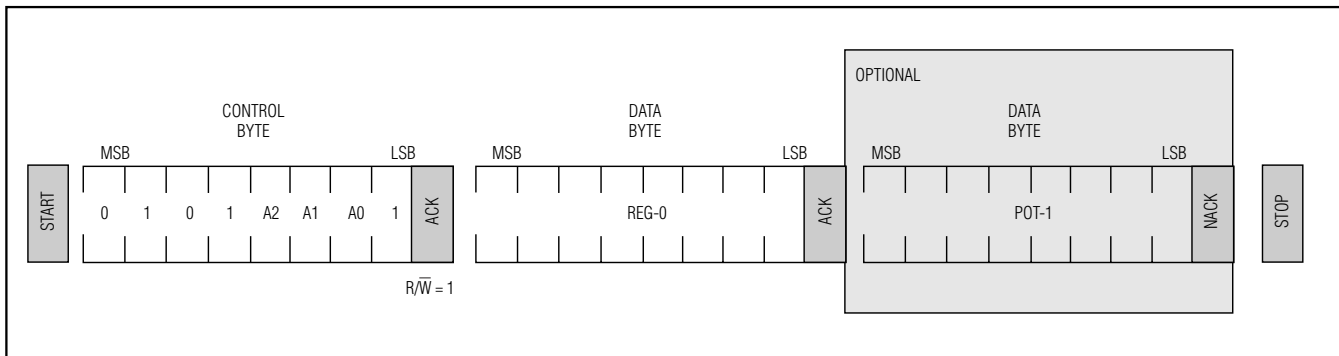 OPTIONAL
CONTROL
BYTE
DATA
BYTE
DATA
BYTE
MSB
LSB
MSB
LSB
MSB
LSB
START
0 1 0 1 A2 A1 A0 1
ACK
REG-0
ACK
POT-1
NACK
STOP
R/W̅ = 1